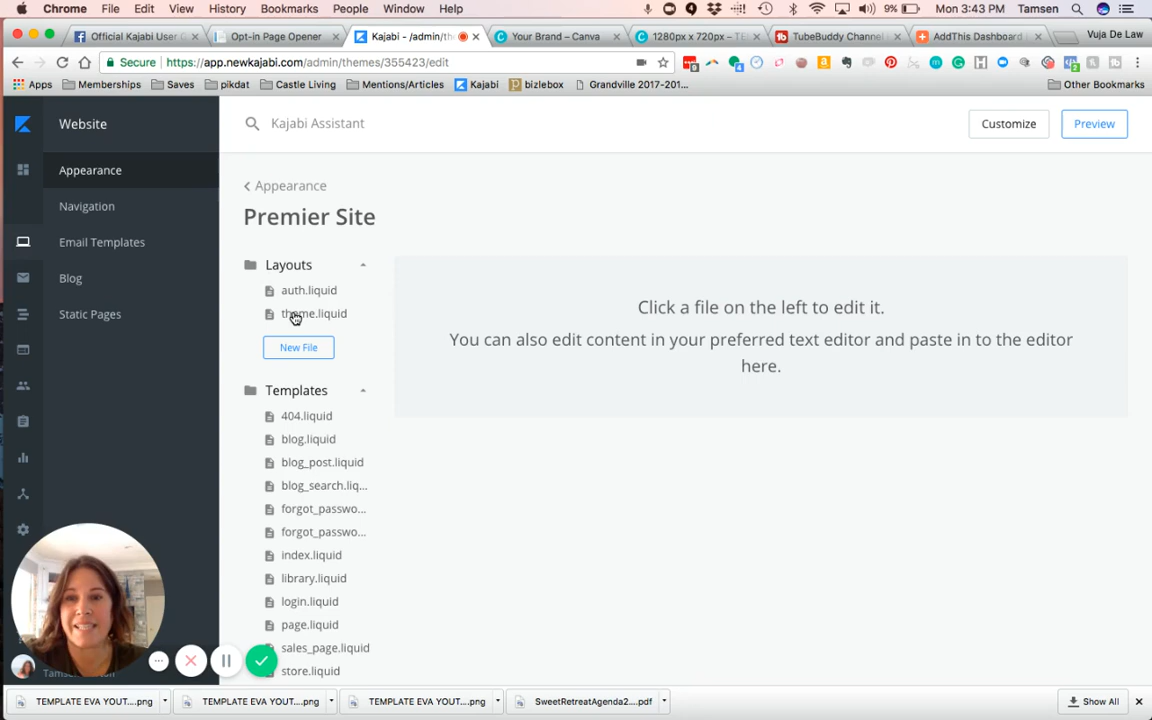 Chrome File Edit View History Bookmarks People Window Help 4 9% Mon 3:43 PM Tamsen
Official Kajabi User G Opt-in Page Opener Kajabi - /admin/th Your Brand – Canva 1280px x 720px – TE TubeBuddy Channel AddThis Dashboard Vuja De Law
Secure https://app.newkajabi.com/admin/themes/355423/edit
Apps Memberships Saves pikdat Castle Living Mentions/Articles Kajabi bizlebox Grandville 2017-201... Other Bookmarks
Website
Kajabi Assistant
Customize
Preview
Appearance
Navigation
Email Templates
Blog
Static Pages
Appearance
Premier Site
Layouts
auth.liquid
theme.liquid
New File
Templates
404.liquid
blog.liquid
blog_post.liquid
blog_search.liq...
forgot_passwo...
forgot_passwo...
index.liquid
library.liquid
login.liquid
page.liquid
sales_page.liquid
store.liquid
Click a file on the left to edit it.
You can also edit content in your preferred text editor and paste in to the editor
here.
TEMPLATE EVA YOUT....png TEMPLATE EVA YOUT....png TEMPLATE EVA YOUT....png SweetRetreatAgenda2....pdf Show All